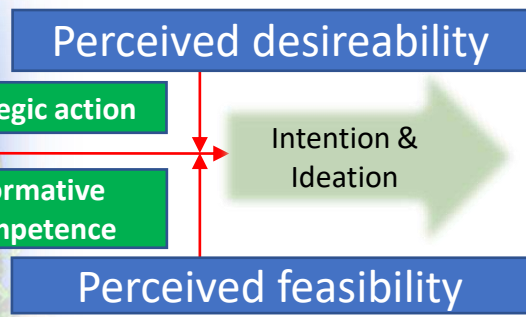 Perceived desireability
egic action
Intention &
Ideation
ormative
mpetence
Perceived feasibility